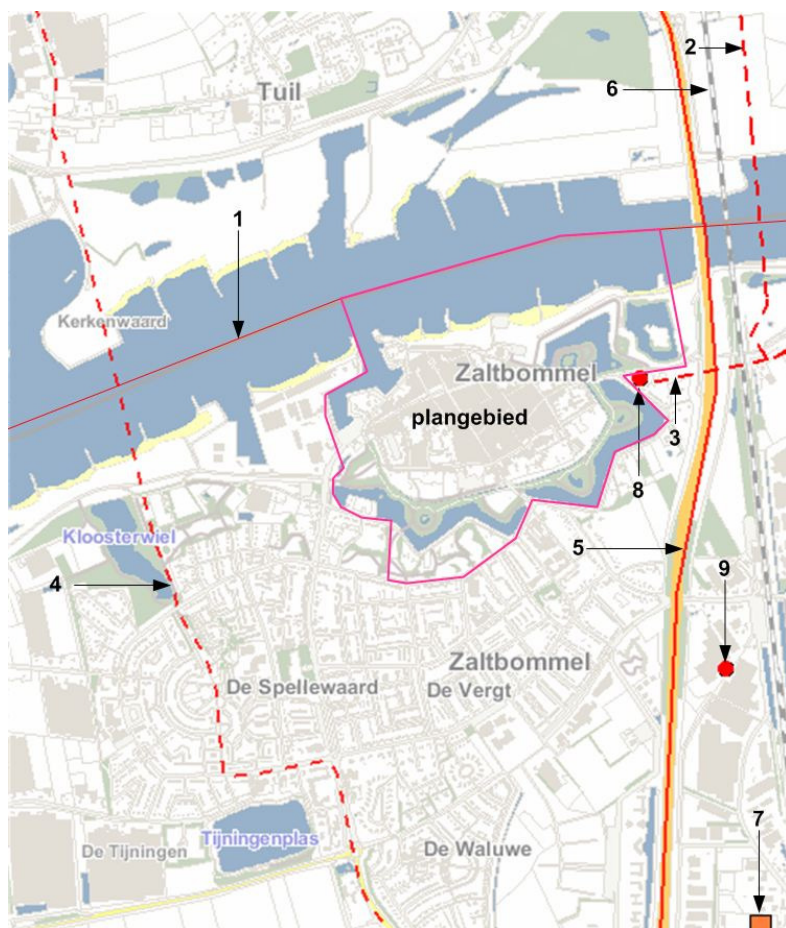 2
Tuil
6
1
Kerkenwaard
Zaltbommel
plangebied
3
8
Kloosterwiel
5
9
4
Zaltbommel
De Spellewaard
De Vergt
Tijningenplas
De Tijningen
De Waluwe
7